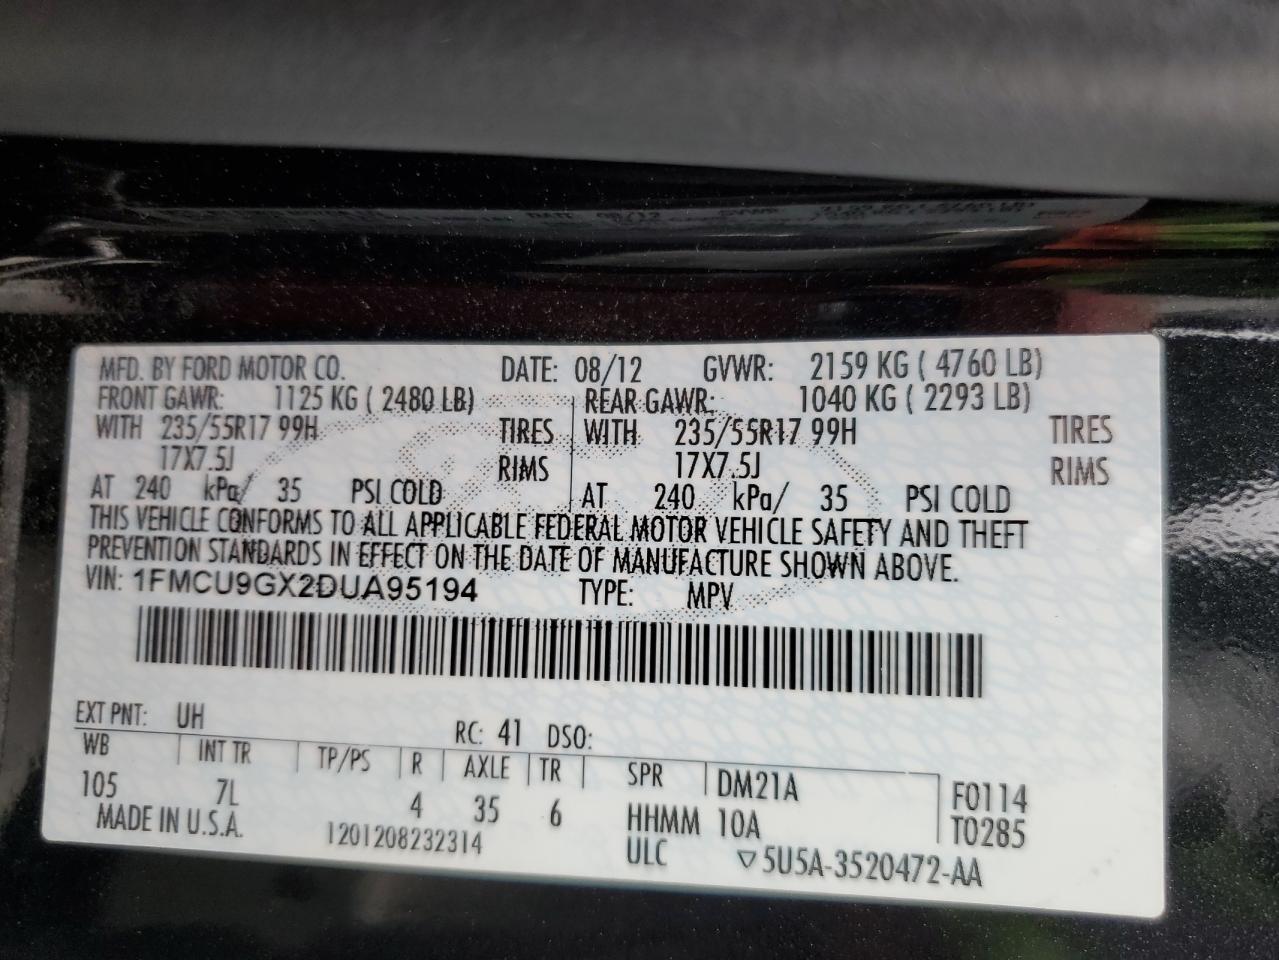 MFD. BY FORD MOTOR CO. DATE: 08/12 GVWR: 2159 KG ( 4760 LB)
FRONT GAWR: 1125 KG ( 2480 LB) REAR GAWR: 1040 KG ( 2293 LB)
WITH 235/55R17 99H TIRES WITH 235/55R17 99H TIRES
17X7.5J RIMS 17X7.5J RIMS
AT 240 kPa/ 35 PSI COLD AT 240 kPa/ 35 PSI COLD
THIS VEHICLE CONFORMS TO ALL APPLICABLE FEDERAL MOTOR VEHICLE SAFETY AND THEFT
PREVENTION STANDARDS IN EFFECT ON THE DATE OF MANUFACTURE SHOWN ABOVE.
VIN: 1FMCU9GX2DUA95194 TYPE: MPV
EXT PNT: UH RC: 41 DSO:
WB INT TR TP/PS R AXLE TR SPR DM21A F0114
105 7L 4 35 6 HHMM 10A T0285
MADE IN U.S.A. 1201208232314 ULC ▽5U5A-3520472-AA